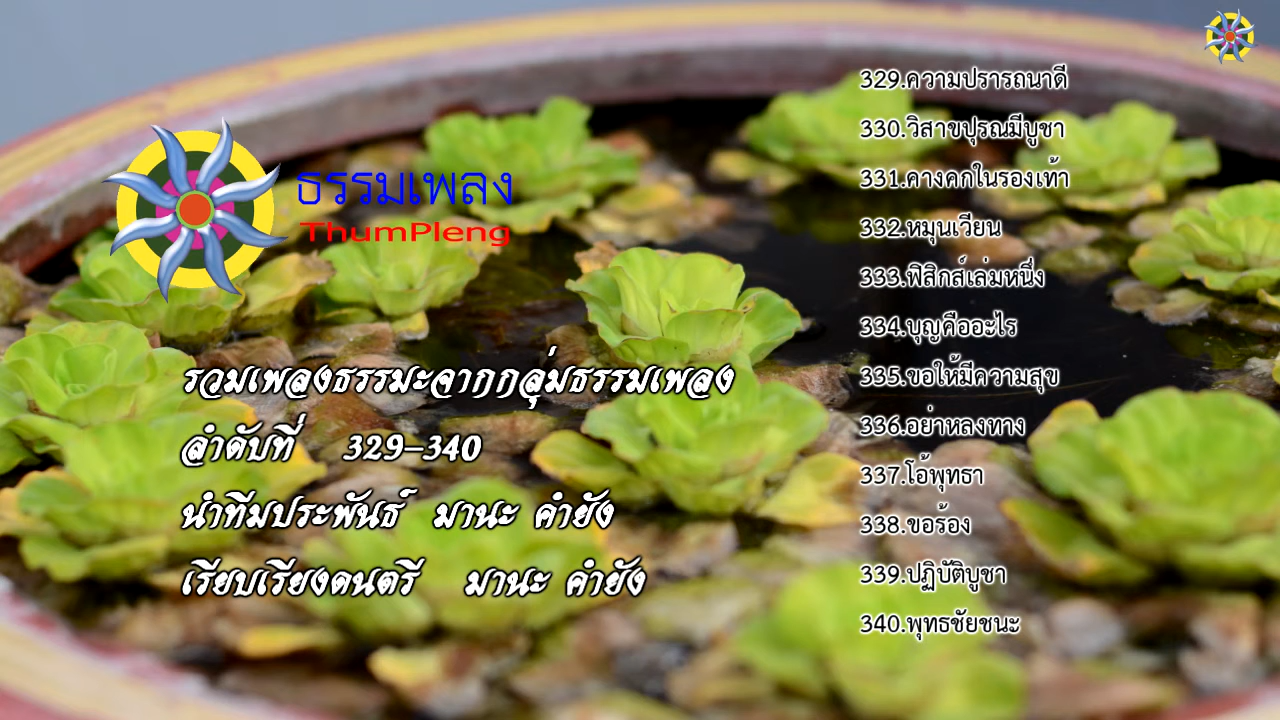 ธรรมเพลง
ThumPleng
รวมเพลงธรรมะจากกลุ่มธรรมเพลง
ลำดับที่ 329-340
นำทีมประพันธ์ มานะ คำยัง
เรียบเรียงดนตรี มานะ คำยัง
329.ความปรารถนาดี
330.วิสาขปุรณมีบูชา
331.คางคกในรองเท้า
332.หมุนเวียน
333.ฟิสิกส์เล่มหนึ่ง
334.บุญคืออะไร
335.ขอให้มีความสุข
336.อย่าหลงทาง
337.โอ้พุทธา
338.ขอร้อง
339.ปฏิบัติบูชา
340.พุทธชัยชนะ